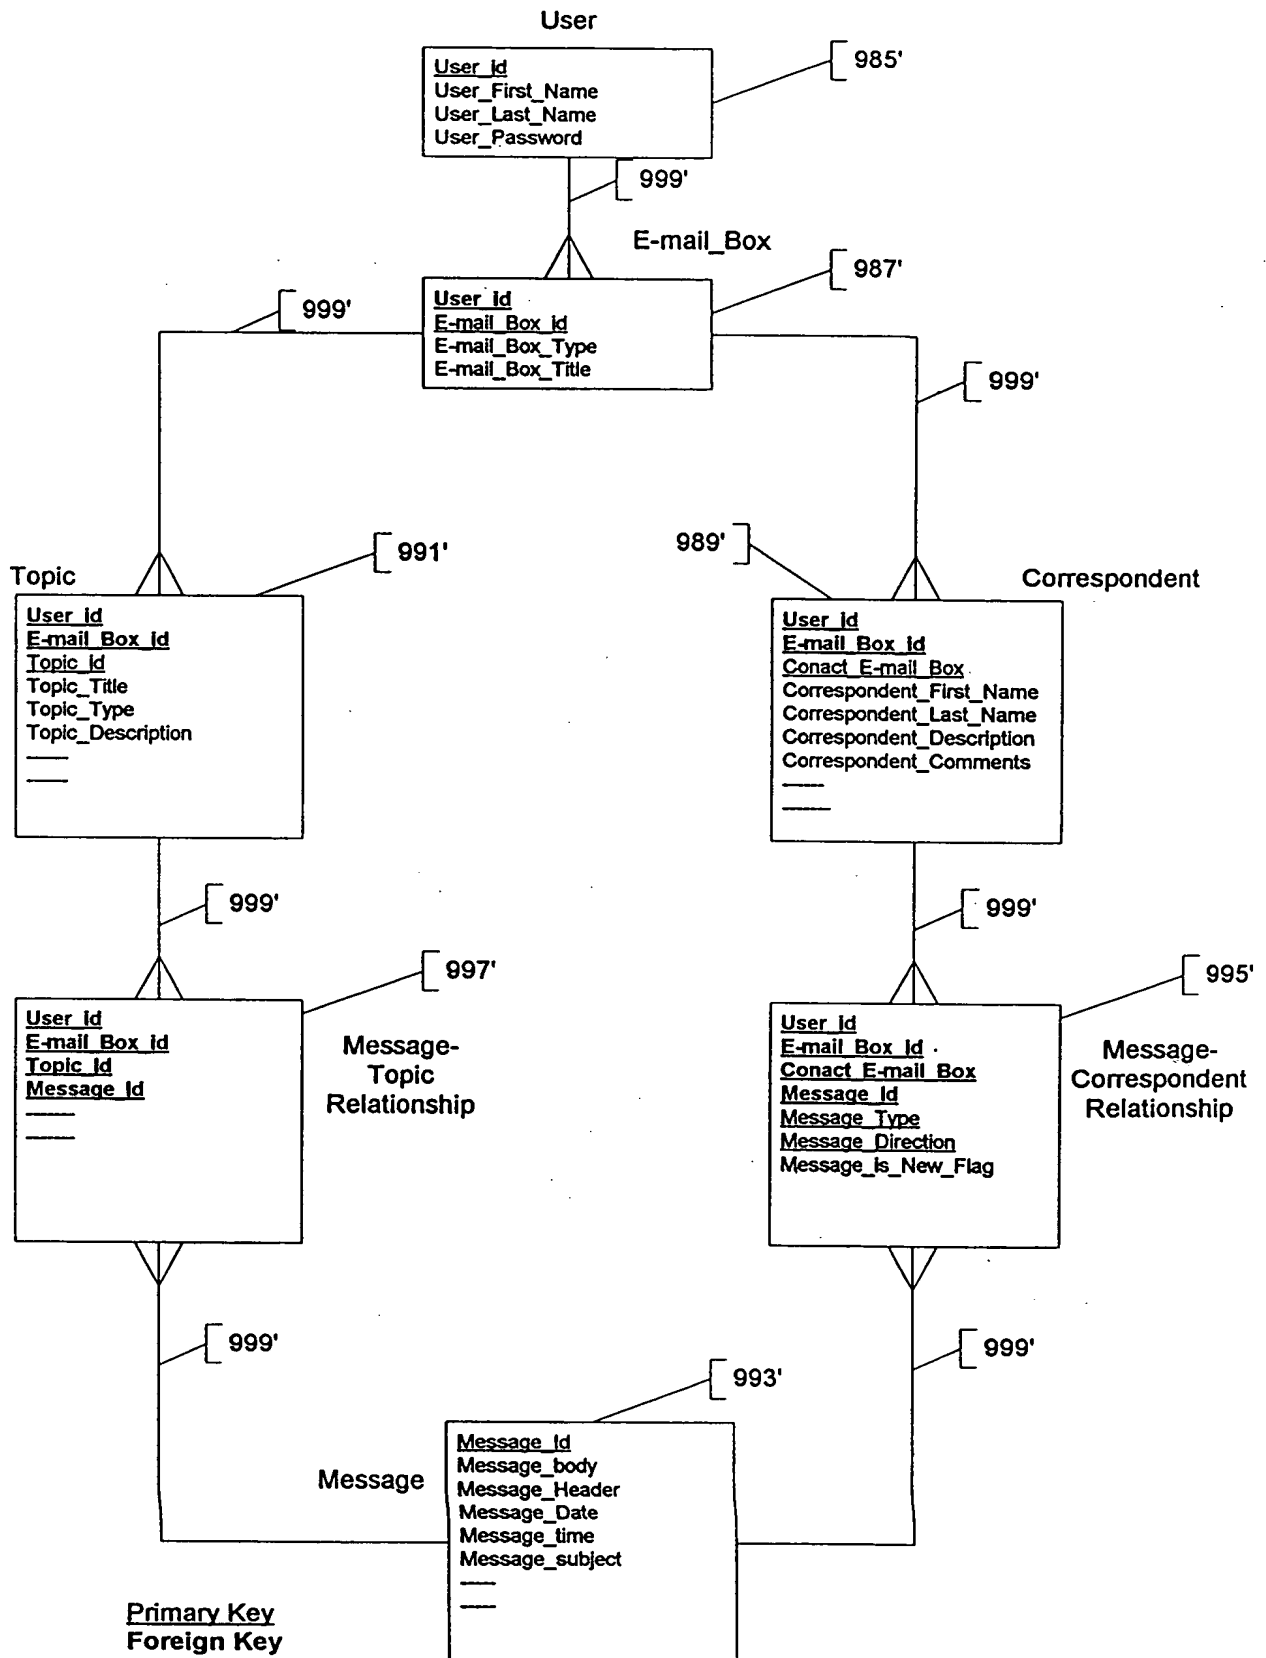 User
985'
User_id
User_First_Name
User_Last_Name
User_Password
999'
E-mail_Box
987'
User_id
E-mail_Box_id
E-mail_Box_Type
E-mail_Box_Title
999'
999'
Topic
991'
User_id
E-mail_Box_id
Topic_id
Topic_Title
Topic_Type
Topic_Description
989'
Correspondent
User_id
E-mail_Box_id
Conact_E-mail_Box
Correspondent_First_Name
Correspondent_Last_Name
Correspondent_Description
Correspondent_Comments
999'
999'
997'
User_id
E-mail_Box_id
Topic_id
Message_id
Message-
Topic
Relationship
995'
User_id
E-mail_Box_id
Conact_E-mail_Box
Message_id
Message_Type
Message_Direction
Message_is_New_Flag
Message-
Correspondent
Relationship
999'
999'
993'
Message
Message_id
Message_body
Message_Header
Message_Date
Message_time
Message_subject
Primary Key
Foreign Key